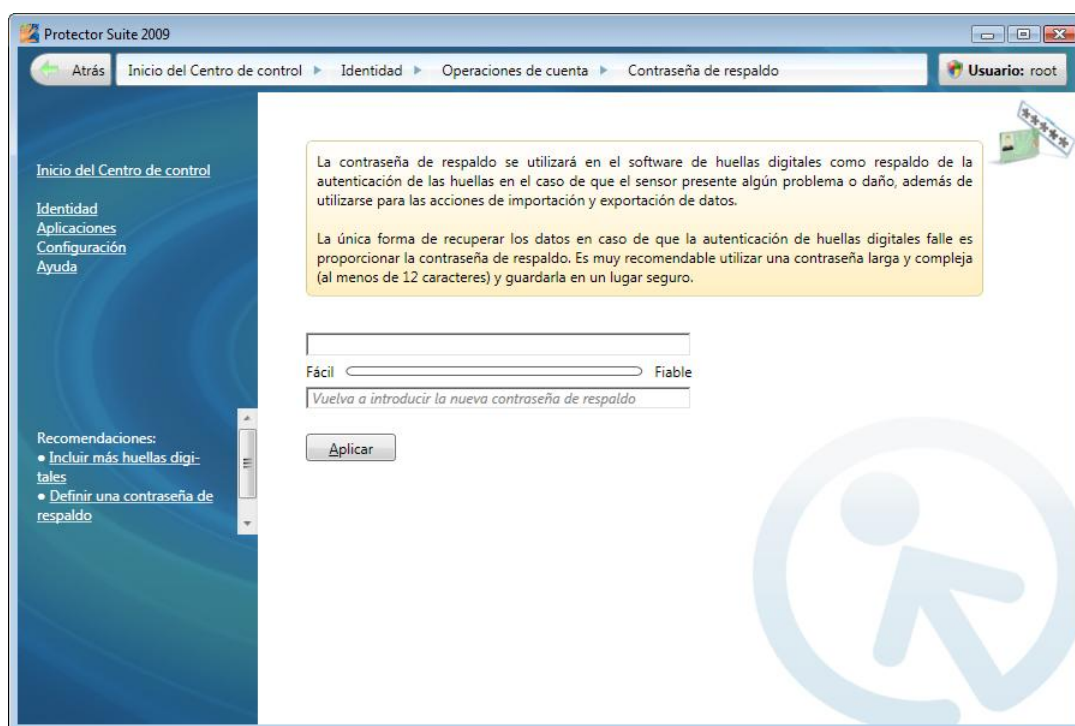 Protector Suite 2009
Atrás
Inicio del Centro de control
Identidad
Operaciones de cuenta
Contraseña de respaldo
Usuario: root
Inicio del Centro de control
Identidad
Aplicaciones
Configuración
Ayuda
Recomendaciones:
• Incluir más huellas digi-
tales
• Definir una contraseña de
respaldo
*****
La contraseña de respaldo se utilizará en el software de huellas digitales como respaldo de la
autenticación de las huellas en el caso de que el sensor presente algún problema o daño, además de
utilizarse para las acciones de importación y exportación de datos.
La única forma de recuperar los datos en caso de que la autenticación de huellas digitales falle es
proporcionar la contraseña de respaldo. Es muy recomendable utilizar una contraseña larga y compleja
(al menos de 12 caracteres) y guardarla en un lugar seguro.
Fácil
Fiable
Vuelva a introducir la nueva contraseña de respaldo
Aplicar